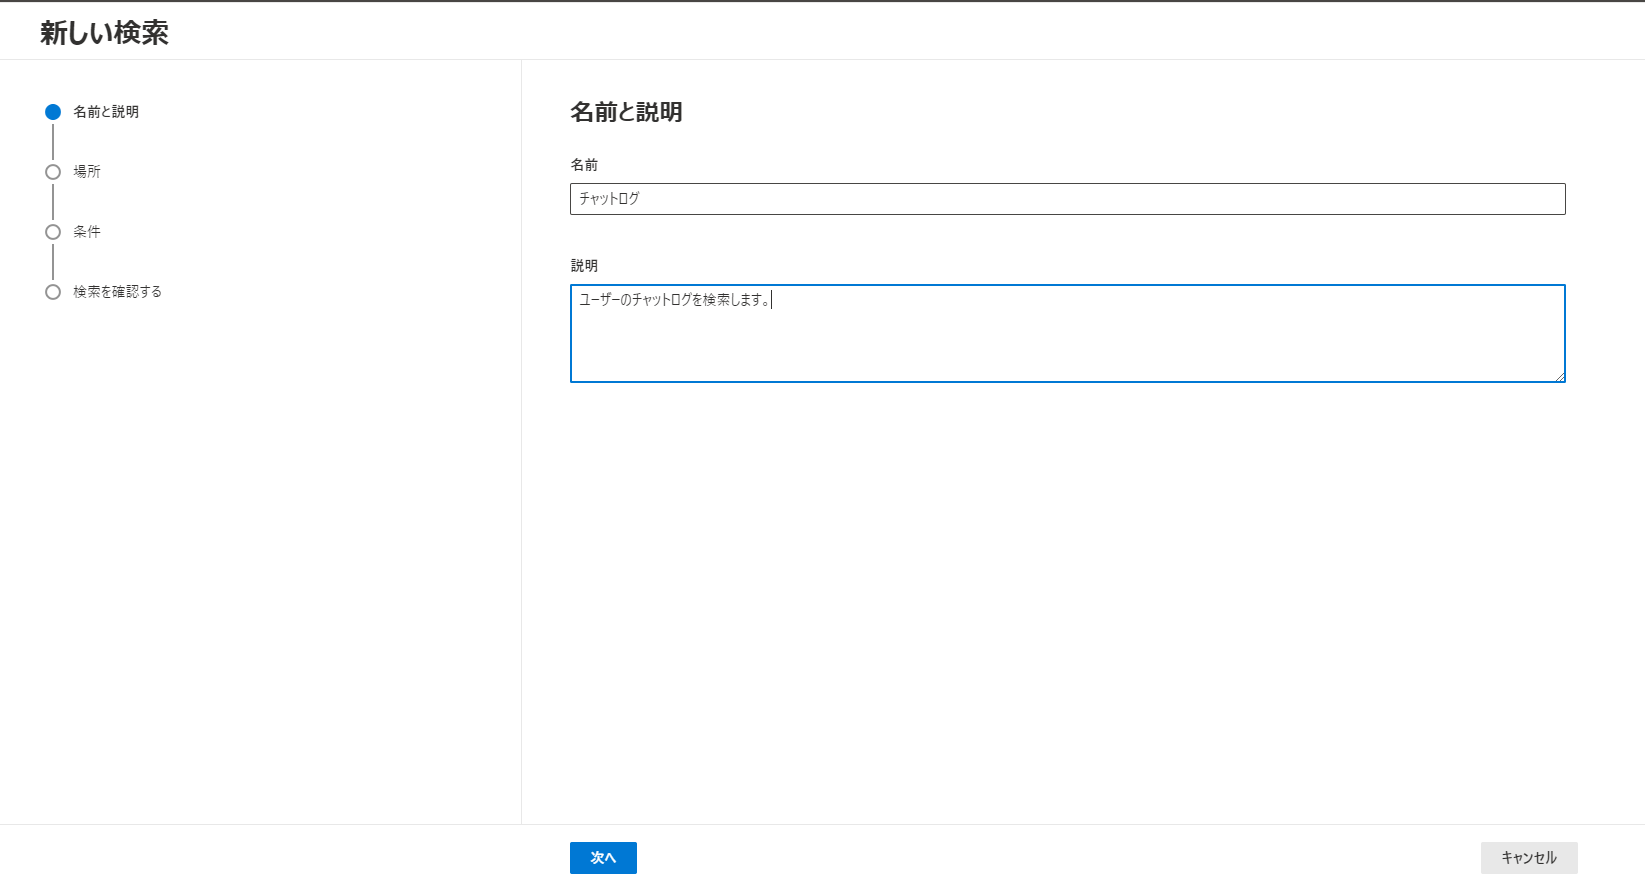 新しい検索
名前と説明
場所
条件
検索を確認する
名前と説明
名前
チャットログ
説明
ユーザーのチャットログを検索します。
次へ
キャンセル